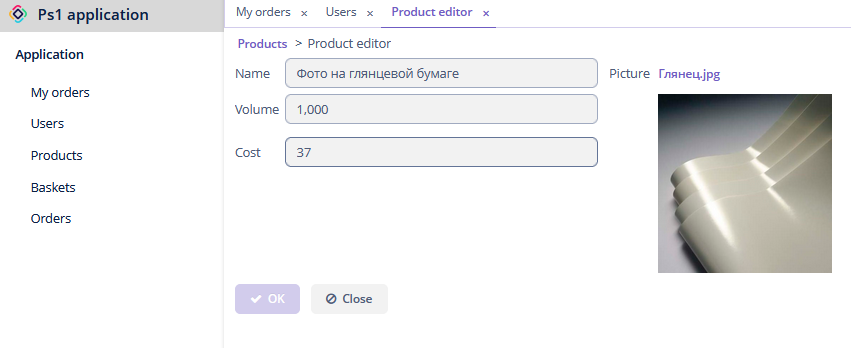 Ps1 application
My orders × Users × Product editor ×
Application
My orders
Users
Products
Baskets
Orders
Products > Product editor
Name Фото на глянцевой бумаге Picture Глянец.jpg
Volume 1,000
Cost 37
OK Close